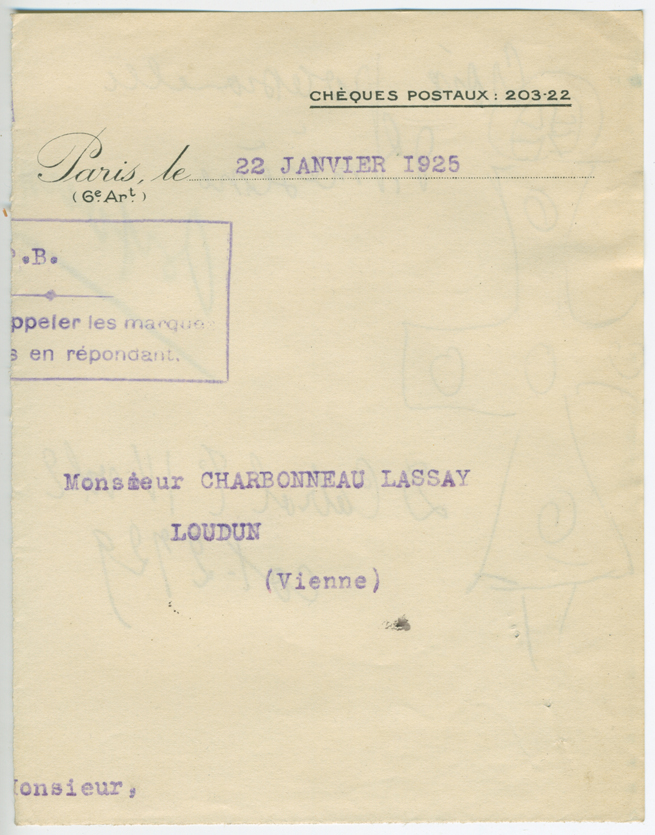 CHÈQUES POSTAUX : 203-22
Paris, le 22 JANVIER 1925
(6e Art)
.B.
ppeler les marque
s en répondant.
Monsieur CHARBONNEAU LASSAY
LOUDUN
(Vienne)
onsieur,